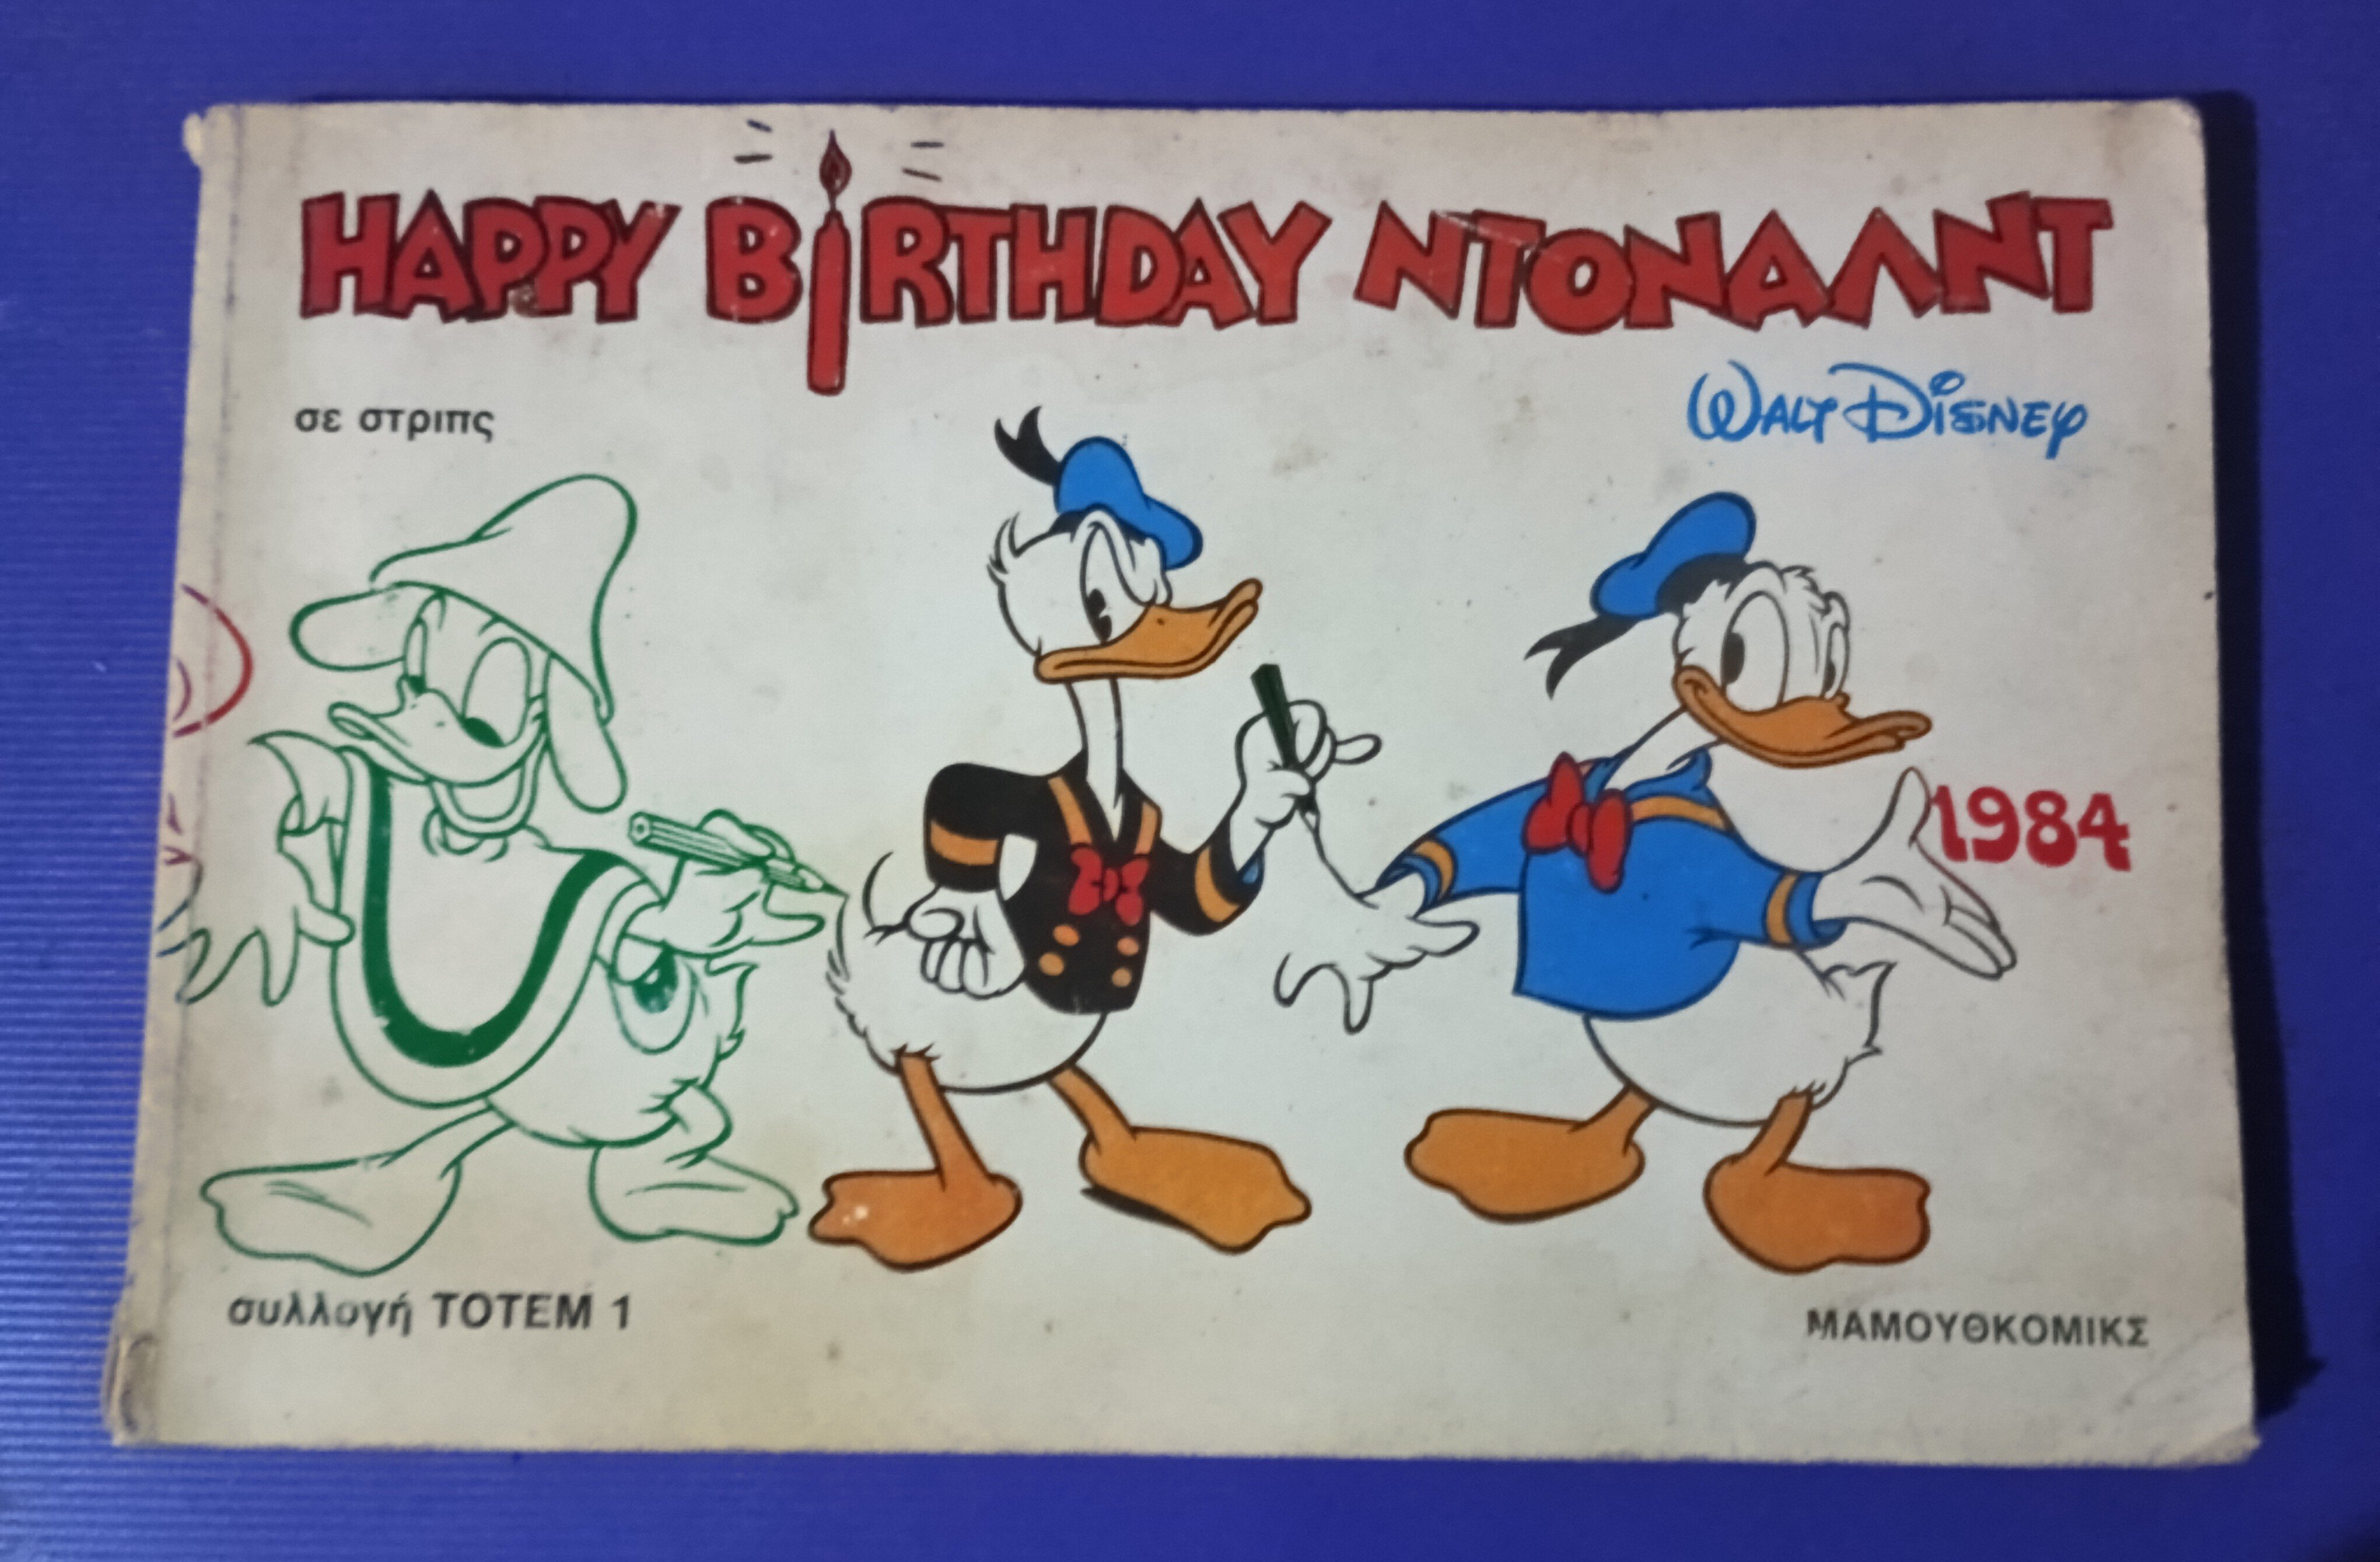 HAPPY BiRTHDAY ΝΤΟΝΑΛΝΤ
σε στριπς
WALT DISNEY
1984
συλλογή ΤΟΤΕΜ 1
ΜΑΜΟΥΘΚΟΜΙΚΣ